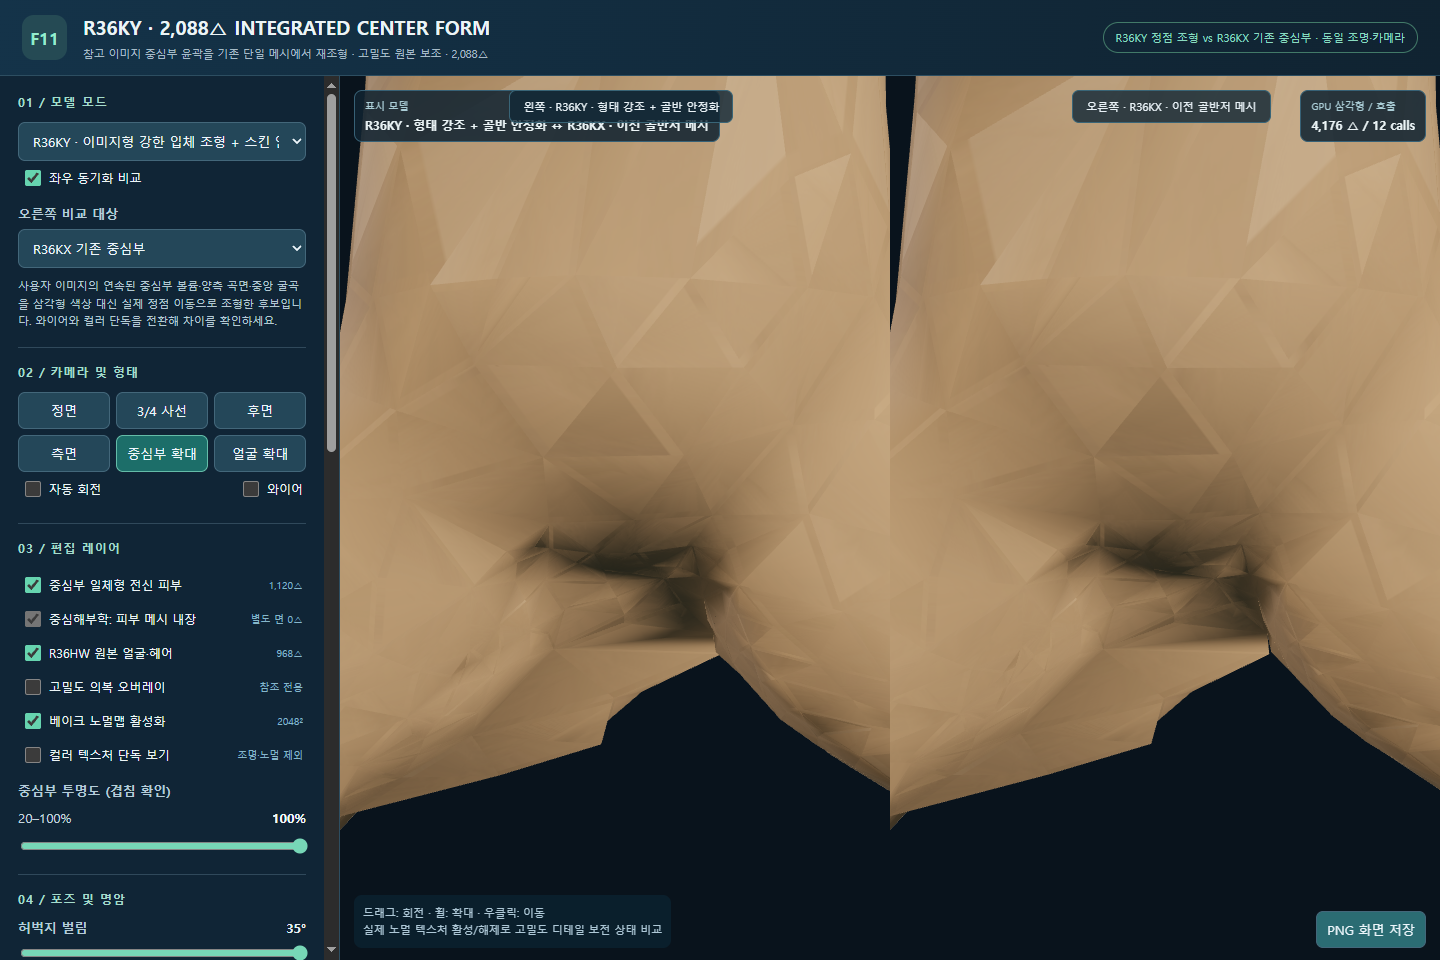 F11
R36KY · 2,088△ INTEGRATED CENTER FORM
참고 이미지 중심부 윤곽을 기존 단일 메시에서 재조형 · 고밀도 원본 보조 · 2,088△
R36KY 정점 조형 vs R36KX 기존 중심부 · 동일 조명·카메라
01 / 모델 모드
R36KY · 이미지형 강한 입체 조형 + 스킨
좌우 동기화 비교
오른쪽 비교 대상
R36KX 기존 중심부
사용자 이미지의 연속된 중심부 볼륨·양측 곡면·중앙 굴곡
을 삼각형 색상 대신 실제 정점 이동으로 조형한 후보입니
다. 와이어와 컬러 단독을 전환해 차이를 확인하세요.
02 / 카메라 및 형태
정면
3/4 사선
후면
측면
중심부 확대
얼굴 확대
자동 회전
와이어
03 / 편집 레이어
중심부 일체형 전신 피부
1,120△
중심해부학: 피부 메시 내장
별도 면 0△
R36HW 원본 얼굴·헤어
968△
고밀도 의복 오버레이
참조 전용
베이크 노멀맵 활성화
2048²
컬러 텍스처 단독 보기
조명·노멀 제외
중심부 투명도 (겹침 확인)
20–100%
100%
04 / 포즈 및 명암
허벅지 벌림
35°
표시 모델
R36KY · 형태 강조 + 골반 안정화 ↔ R36KX · 이전 골반저 메시
왼쪽 · R36KY · 형태 강조 + 골반 안정화
오른쪽 · R36KX · 이전 골반저 메시
GPU 삼각형 / 호출
4,176 △ / 12 calls
드래그: 회전 · 휠: 확대 · 우클릭: 이동
실제 노멀 텍스처 활성/해제로 고밀도 디테일 보전 상태 비교
PNG 화면 저장